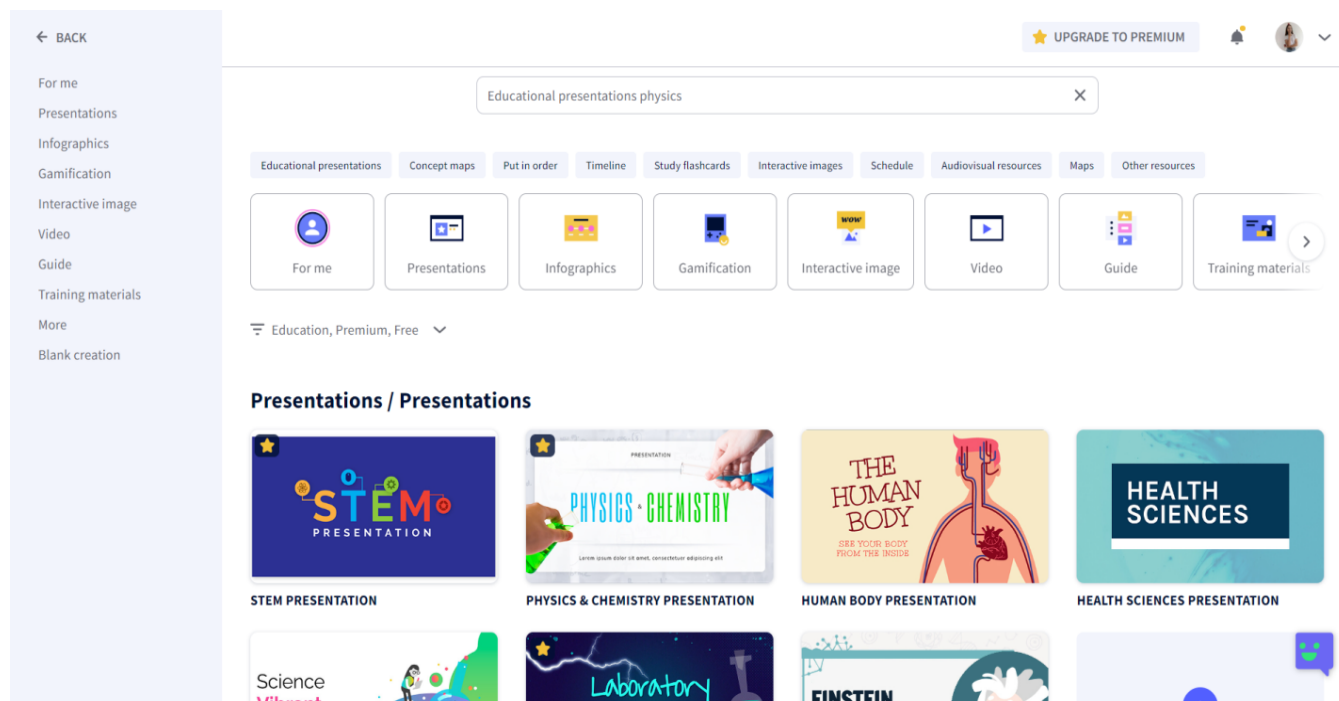 BACK
UPGRADE TO PREMIUM
For me
Presentations
Infographics
Gamification
Interactive image
Video
Guide
Training materials
More
Blank creation
Educational presentations physics
Educational presentations
Concept maps
Put in order
Timeline
Study flashcards
Interactive images
Schedule
Audiovisual resources
Maps
Other resources
For me
Presentations
Infographics
Gamification
WOW
Interactive image
Video
Guide
Training materials
Education, Premium, Free
Presentations / Presentations
STEM
PRESENTATION
STEM PRESENTATION
PRESENTATION
PHYSICS & CHEMISTRY
Lorem ipsum dolor sit amet, consectetuer adipiscing elit
PHYSICS & CHEMISTRY PRESENTATION
THE
HUMAN
BODY
SEE YOUR BODY
FROM THE INSIDE
HUMAN BODY PRESENTATION
HEALTH
SCIENCES
HEALTH SCIENCES PRESENTATION
Science
Vibrant
Laboratory
EINSTEIN